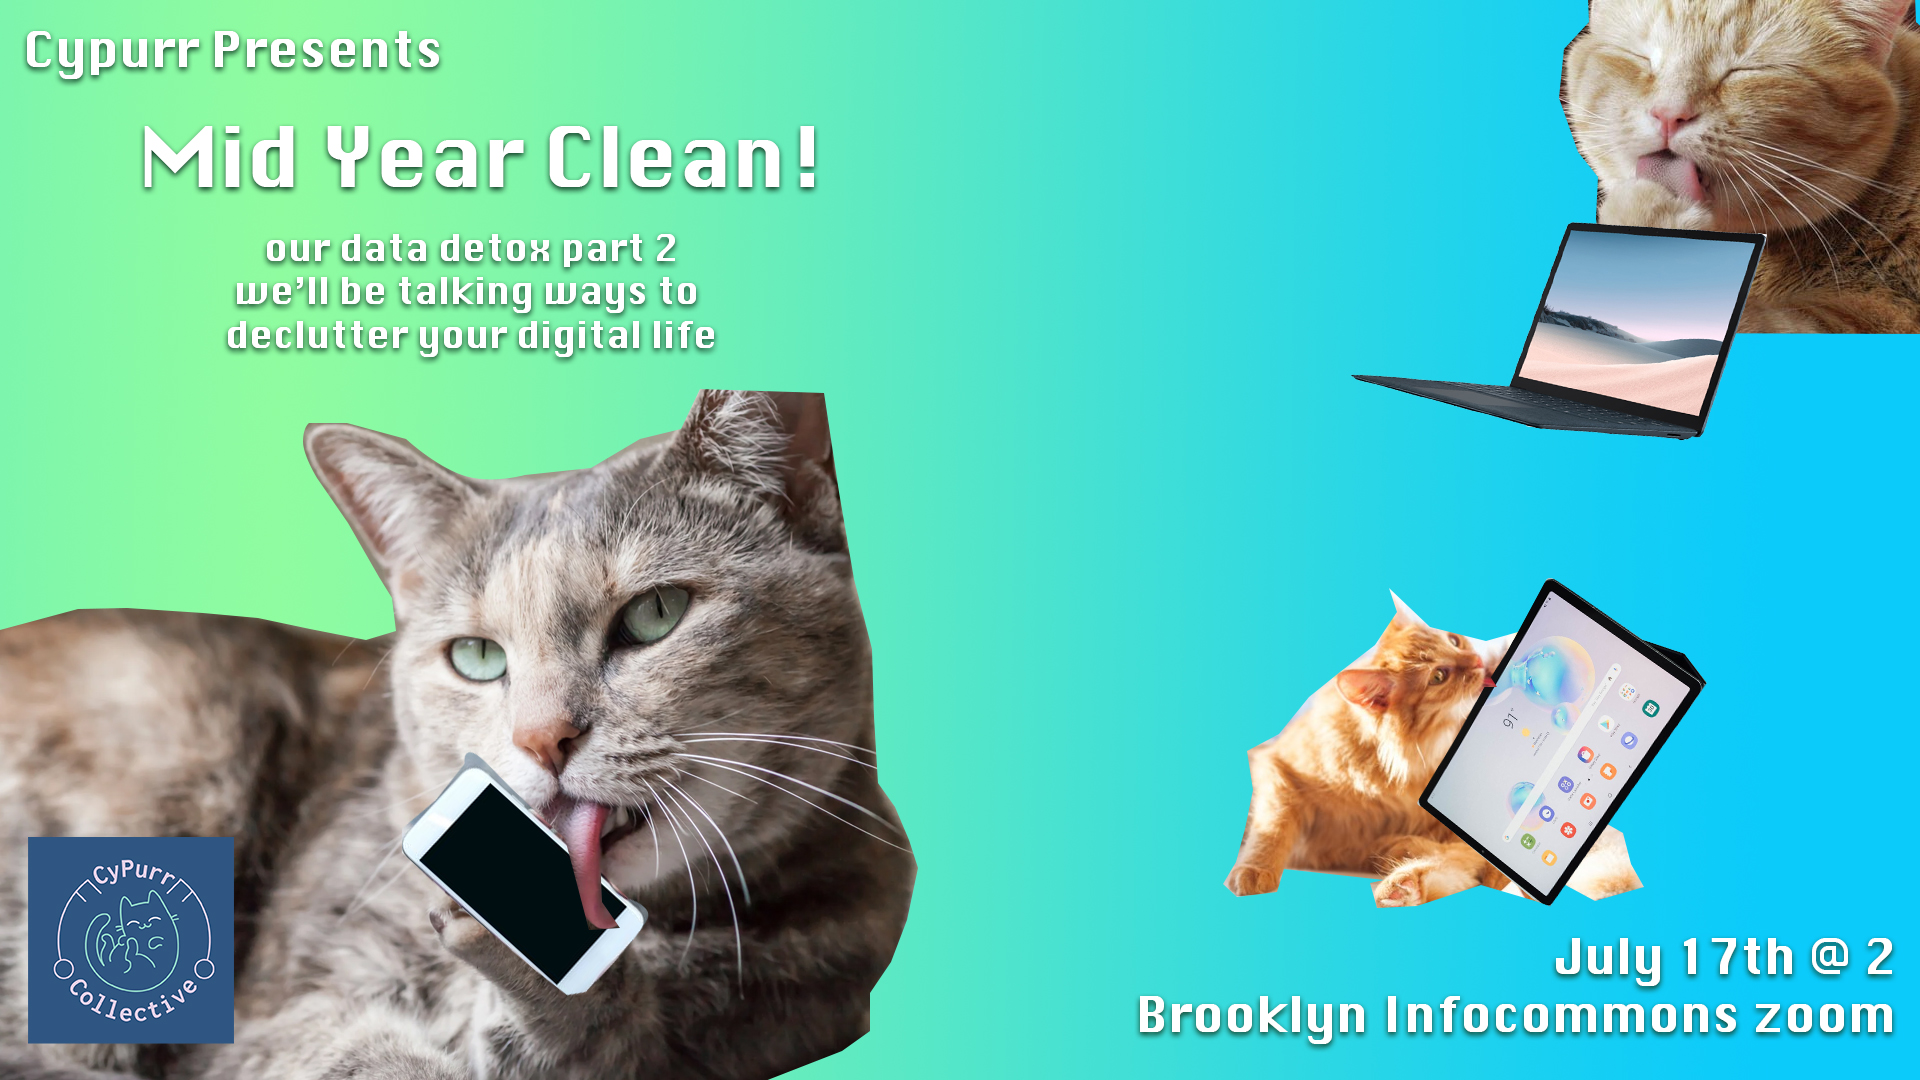 Cypurr Presents
Mid Year Clean!
our data detox part 2
we'll be talking ways to
declutter your digital life
91°
CyPurr
Collective
July 17th @ 2
Brooklyn Infocommons zoom